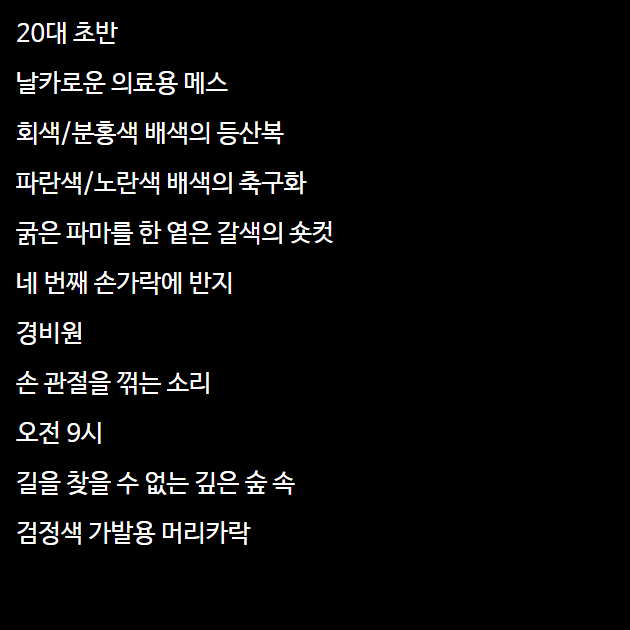 20대 초반
날카로운 의료용 메스
회색/분홍색 배색의 등산복
파란색/노란색 배색의 축구화
굵은 파마를 한 옅은 갈색의 숏컷
네 번째 손가락에 반지
경비원
손 관절을 꺾는 소리
오전 9시
길을 찾을 수 없는 깊은 숲 속
검정색 가발용 머리카락